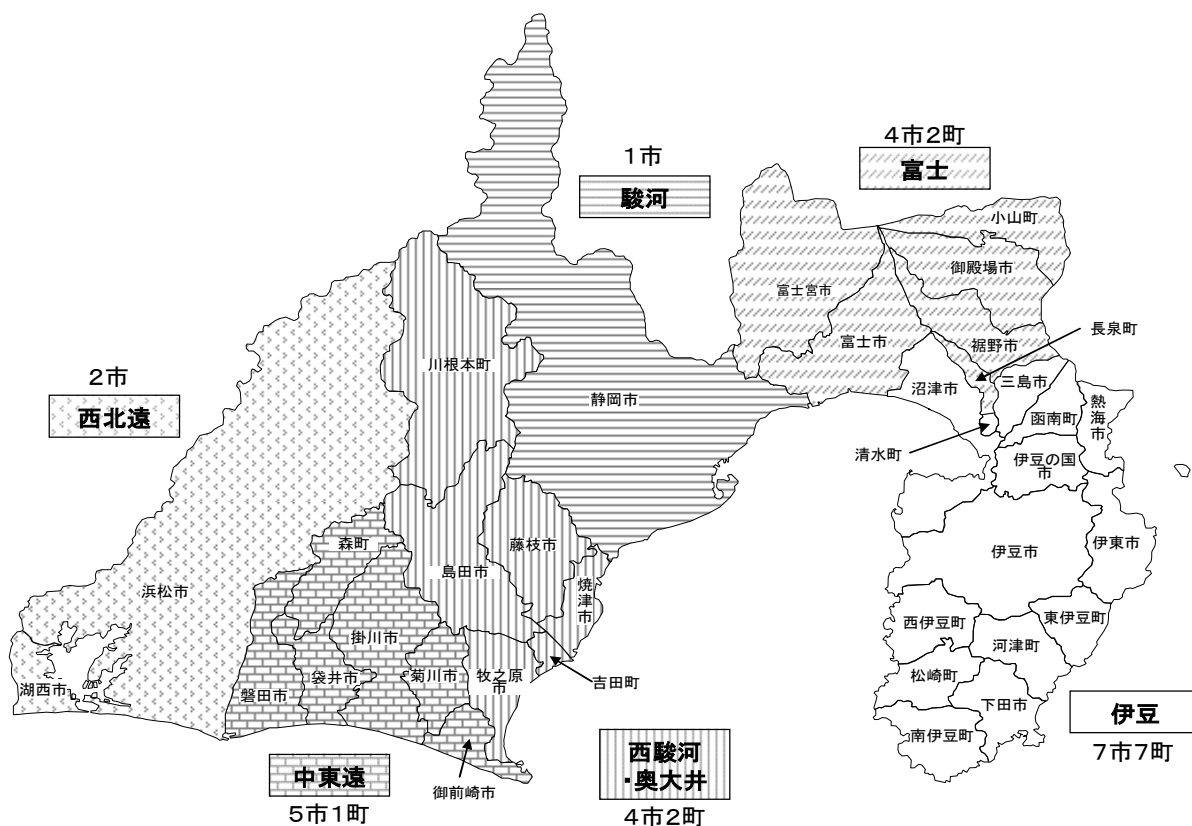 4市2町
富士
1市
駿河
小山町
御殿場市
富士宮市
長泉町
富士市
裾野市
川根本町
沼津市
三島市
2市
静岡市
熱海市
西北遠
函南町
清水町
伊豆の国
市
森町
藤枝市
伊豆市
伊東市
島田市
浜松市
焼津市
掛川市
西伊豆町
東伊豆町
河津町
袋井市
菊川市
牧之原
市
吉田町
松崎町
湖西市
磐田市
下田市
伊豆
南伊豆町
7市7町
中東遠
西駿河
・奥大井
御前崎市
5市1町
4市2町